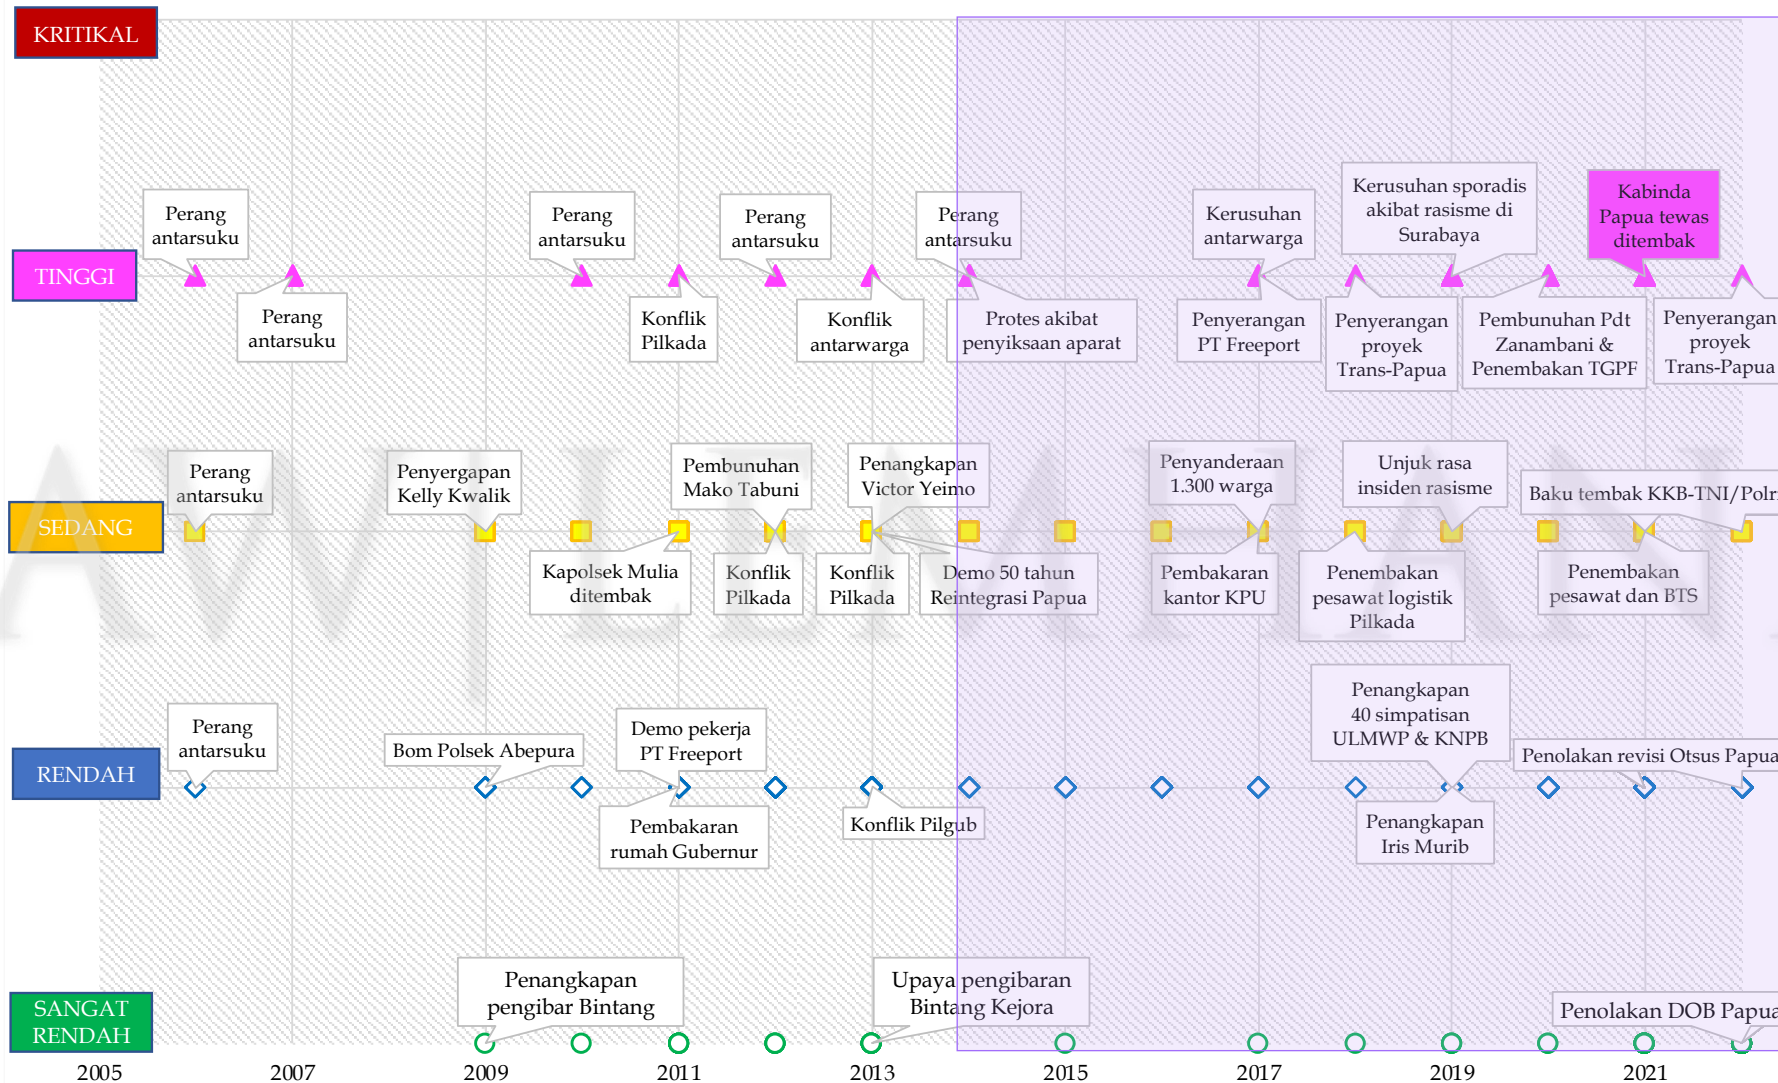 KRITIKAL
Perang
antarsuku
Perang
antarsuku
Perang
antarsuku
Perang
antarsuku
Kerusuhan
antarwarga
Kerusuhan sporadis
akibat rasisme di
Surabaya
Kabinda
Papua tewas
ditembak
TINGGI
Perang
antarsuku
Konflik
Pilkada
Konflik
antarwarga
Protes akibat
penyiksaan aparat
Penyerangan
PT Freeport
Penyerangan
proyek
Trans-Papua
Pembunuhan Pdt
Zanambani &
Penembakan TGPF
Penyerangan
proyek
Trans-Papua
Perang
antarsuku
Penyergapan
Kelly Kwalik
Pembunuhan
Mako Tabuni
Penangkapan
Victor Yeimo
Penyanderaan
1.300 warga
Unjuk rasa
insiden rasisme
Baku tembak KKB-TNI/Polri
SEDANG
Kapolsek Mulia
ditembak
Konflik
Pilkada
Konflik
Pilkada
Demo 50 tahun
Reintegrasi Papua
Pembakaran
kantor KPU
Penembakan
pesawat logistik
Pilkada
Penembakan
pesawat dan BTS
Perang
antarsuku
Bom Polsek Abepura
Demo pekerja
PT Freeport
Penangkapan
40 simpatisan
ULMWP & KNPB
Penolakan revisi Otsus Papua
RENDAH
Pembakaran
rumah Gubernur
Konflik Pilgub
Penangkapan
Iris Murib
Penangkapan
pengibar Bintang
Upaya pengibaran
Bintang Kejora
Penolakan DOB Papua
SANGAT
RENDAH
2005 2007 2009 2011 2013 2015 2017 2019 2021